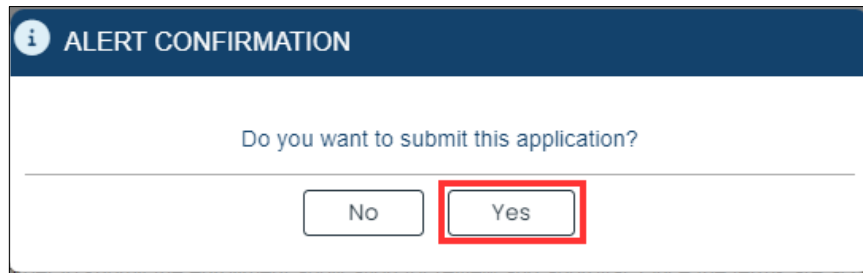 ALERT CONFIRMATION
Do you want to submit this application?
No Yes